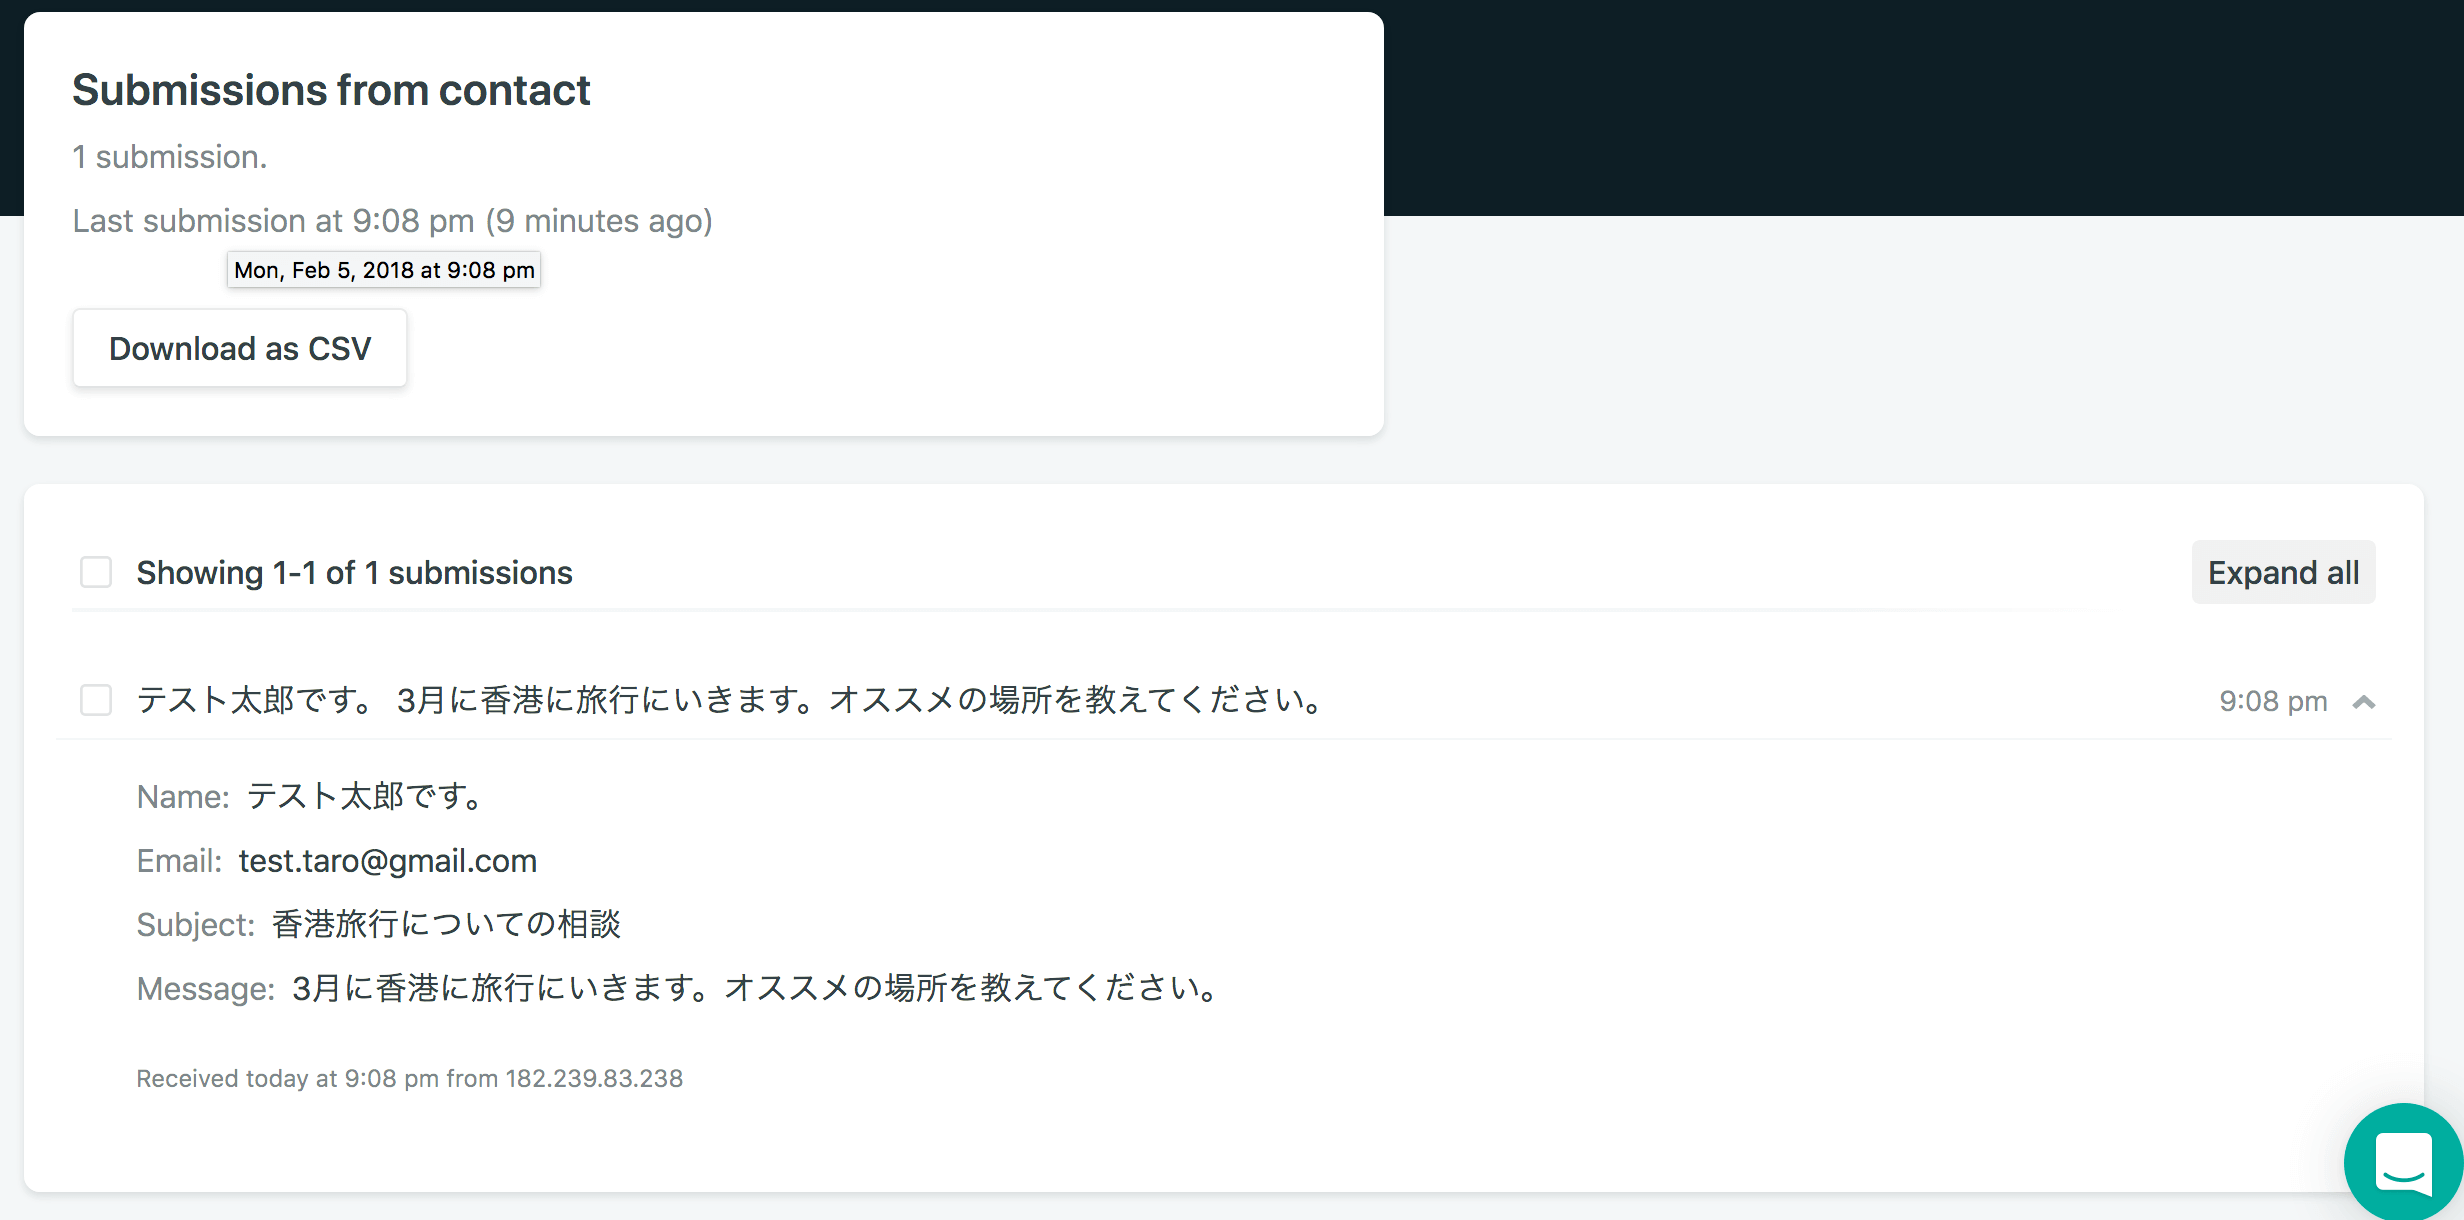 Submissions from contact
1 submission.
Last submission at 9:08 pm (9 minutes ago)
Mon, Feb 5, 2018 at 9:08 pm
Download as CSV
Showing 1-1 of 1 submissions
Expand all
テスト太郎です。 3月に香港に旅行にいきます。オススメの場所を教えてください。
9:08 pm
Name: テスト太郎です。
Email: test.taro@gmail.com
Subject: 香港旅行についての相談
Message: 3月に香港に旅行にいきます。オススメの場所を教えてください。
Received today at 9:08 pm from 182.239.83.238